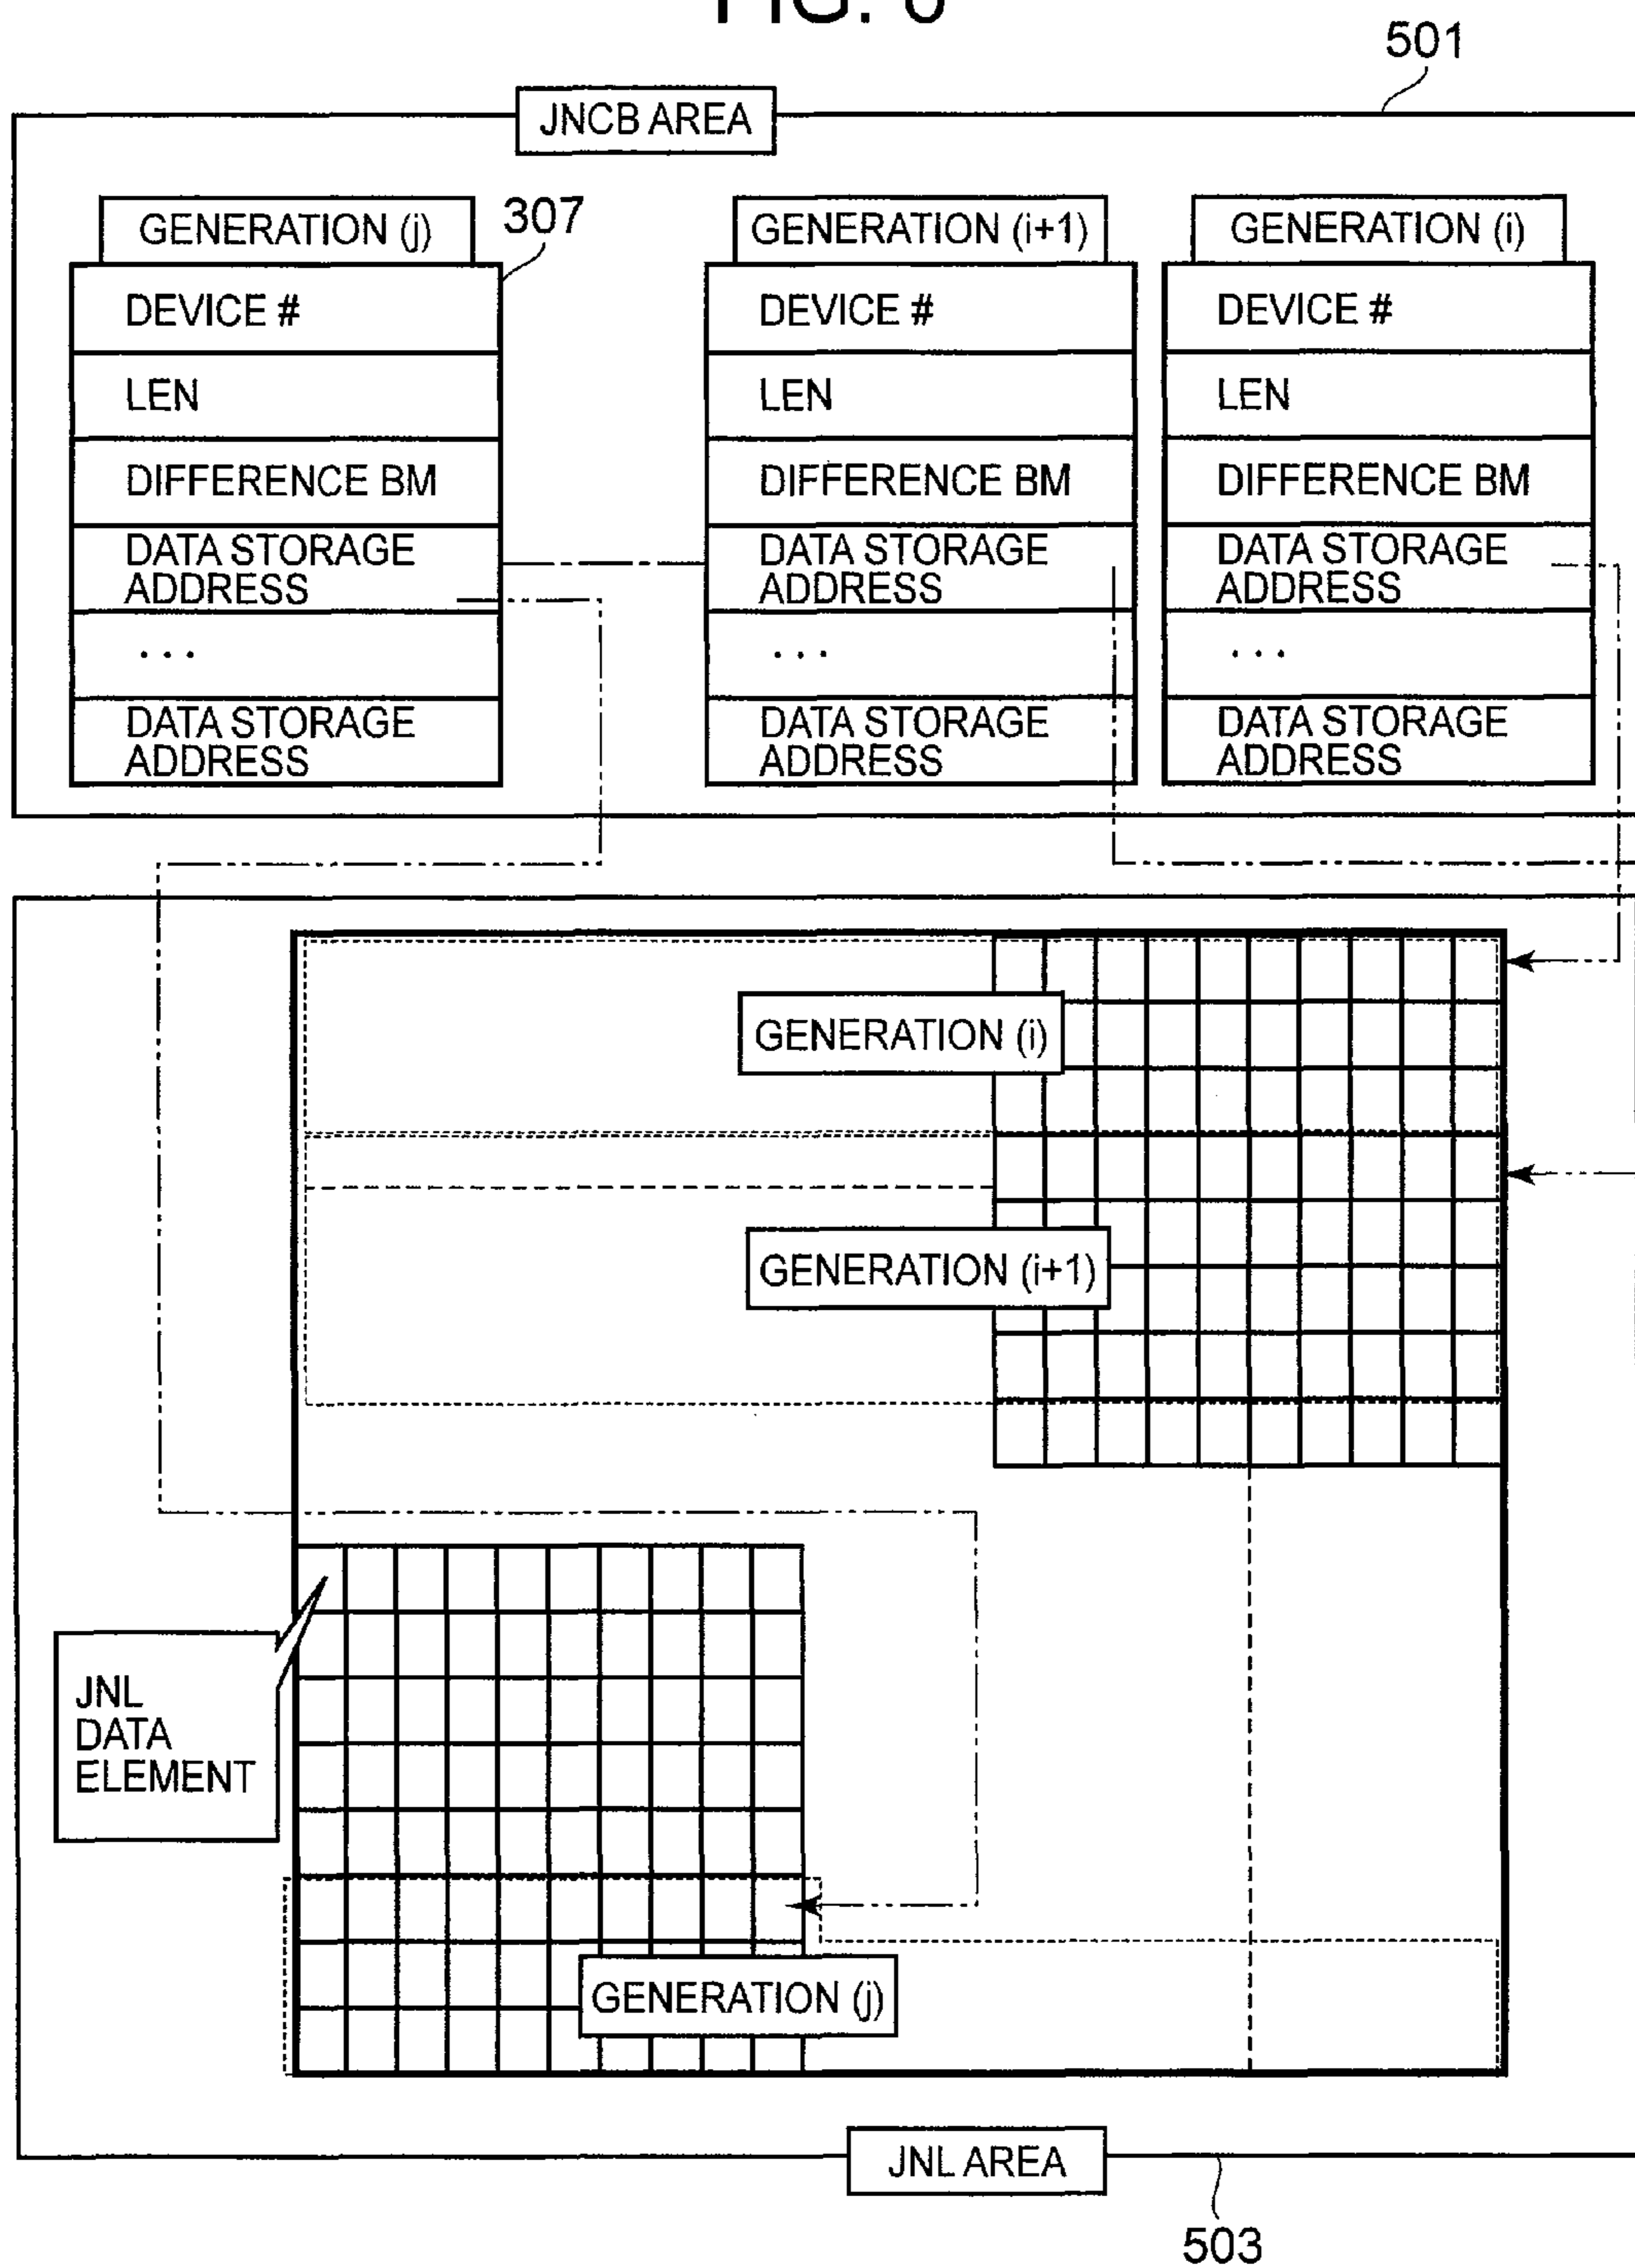 501
JNCB AREA
GENERATION (j)
307
GENERATION (i+1)
GENERATION (i)
DEVICE #
DEVICE #
DEVICE #
LEN
LEN
LEN
DIFFERENCE BM
DIFFERENCE BM
DIFFERENCE BM
DATA STORAGE
ADDRESS
DATA STORAGE
ADDRESS
DATA STORAGE
ADDRESS
...
...
...
DATA STORAGE
ADDRESS
DATA STORAGE
ADDRESS
DATA STORAGE
ADDRESS
GENERATION (i)
GENERATION (i+1)
JNL
DATA
ELEMENT
GENERATION (j)
JNL AREA
503